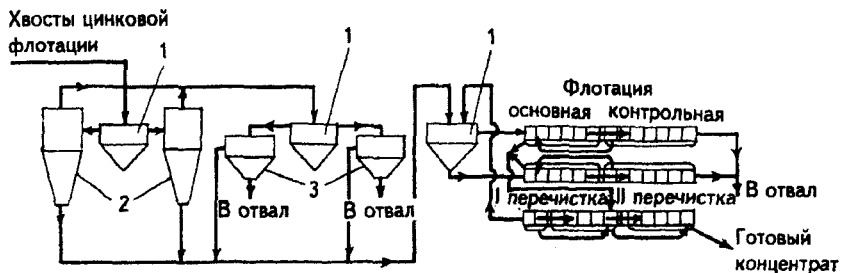 Хвосты цинковой
флотации
1
1
1
Флотация
основная контрольная
2
3
В отвал
В отвал
I перечистка II перечистка
В отвал
Готовый
концентрат